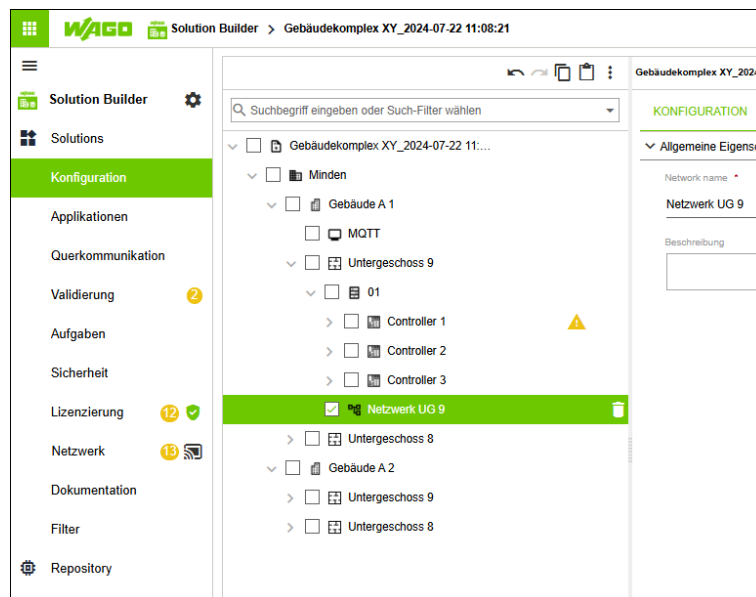 WAGO Solution Builder > Gebäudekomplex XY_2024-07-22 11:08:21
Solution Builder
Solutions
Konfiguration
Applikationen
Querkommunikation
Validierung 2
Aufgaben
Sicherheit
Lizenzierung 12
Netzwerk 13
Dokumentation
Filter
Repository
Suchbegriff eingeben oder Such-Filter wählen
Gebäudekomplex XY_2024-07-22 11:...
Minden
Gebäude A 1
MQTT
Untergeschoss 9
01
Controller 1
Controller 2
Controller 3
Netzwerk UG 9
Untergeschoss 8
Gebäude A 2
Untergeschoss 9
Untergeschoss 8
Gebäudekomplex XY_202
KONFIGURATION
Allgemeine Eigens
Network name *
Netzwerk UG 9
Beschreibung